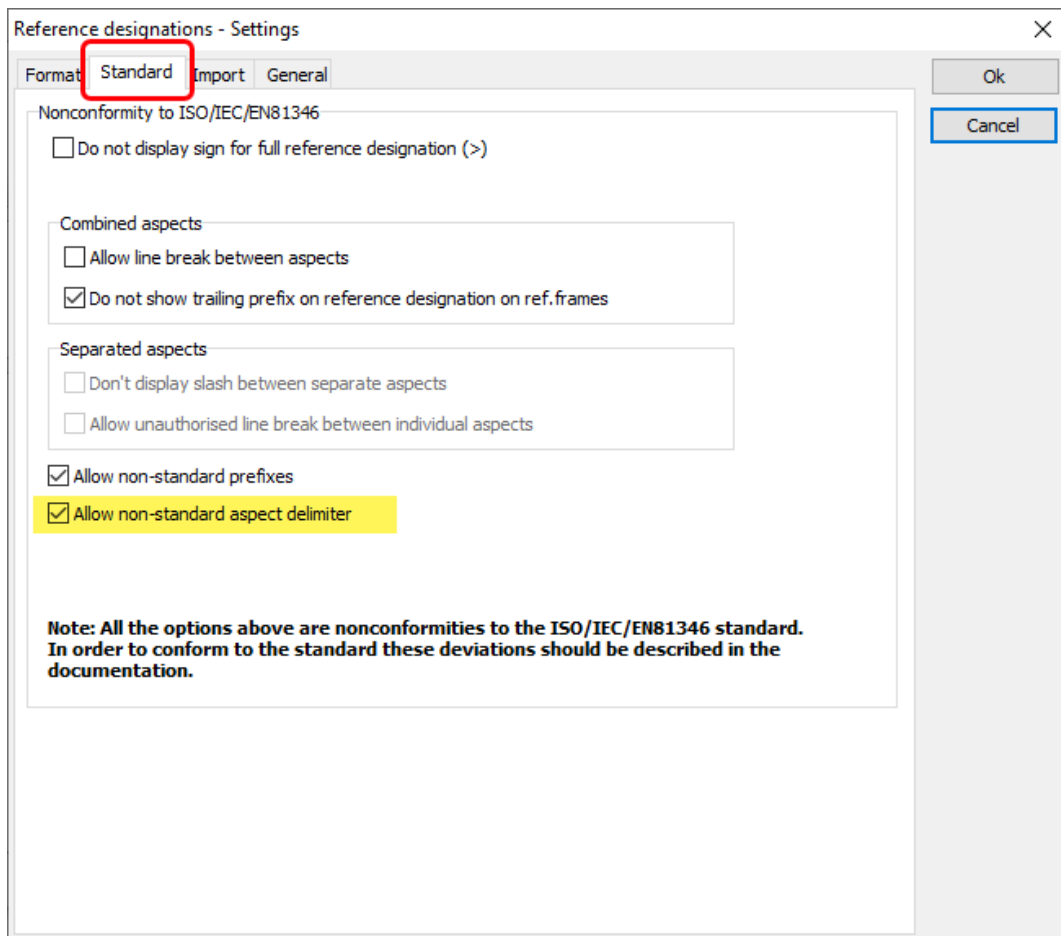 Reference designations - Settings
Format Standard Import General
Ok
Nonconformity to ISO/IEC/EN81346
Cancel
Do not display sign for full reference designation (>)
Combined aspects
Allow line break between aspects
Do not show trailing prefix on reference designation on ref.frames
Separated aspects
Don't display slash between separate aspects
Allow unauthorised line break between individual aspects
Allow non-standard prefixes
Allow non-standard aspect delimiter
Note: All the options above are nonconformities to the ISO/IEC/EN81346 standard.
In order to conform to the standard these deviations should be described in the
documentation.